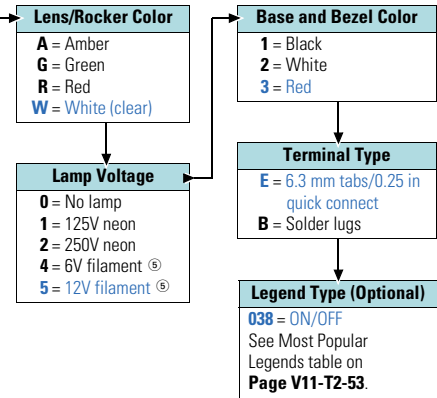 Lens/Rocker Color
A = Amber
G = Green
R = Red
W = White (clear)
Lamp Voltage
0 = No lamp
1 = 125V neon
2 = 250V neon
4 = 6V filament ⑤
5 = 12V filament ⑤
Base and Bezel Color
1 = Black
2 = White
3 = Red
Terminal Type
E = 6.3 mm tabs/0.25 in
quick connect
B = Solder lugs
Legend Type (Optional)
038 = ON/OFF
See Most Popular
Legends table on
Page V11-T2-53.